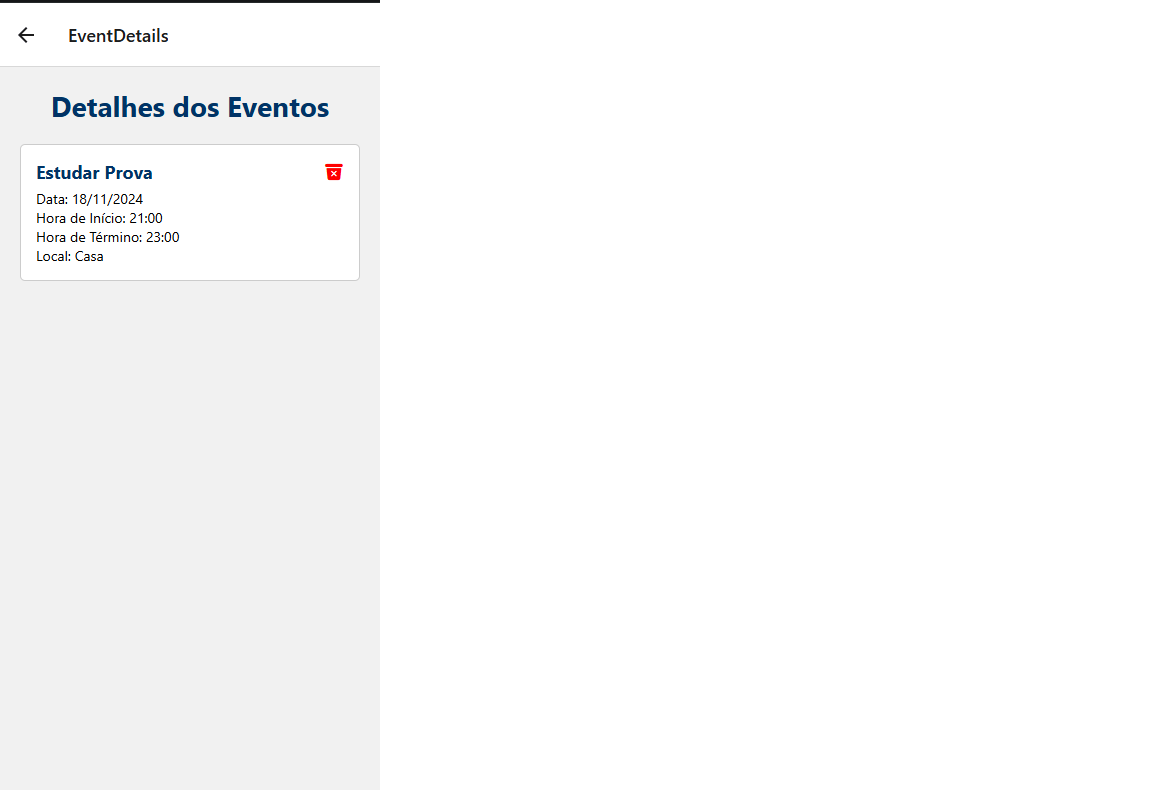 EventDetails
Detalhes dos Eventos
Estudar Prova
Data: 18/11/2024
Hora de Início: 21:00
Hora de Término: 23:00
Local: Casa